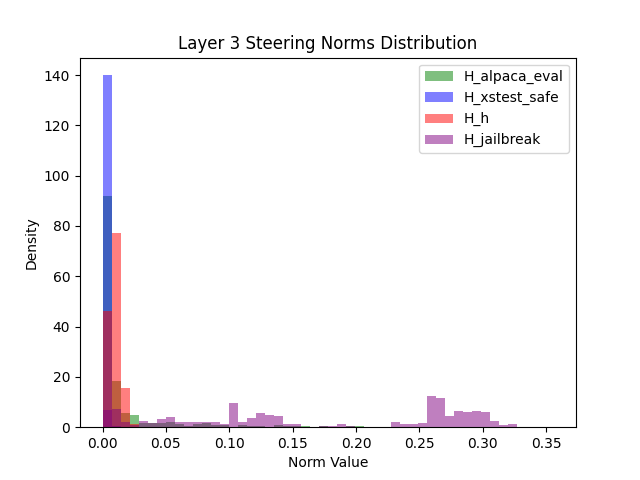 Layer 3 Steering Norms Distribution
H_alpaca_eval
H_xstest_safe
H_h
H_jailbreak
Density
140
120
100
80
60
40
20
0
0.00 0.05 0.10 0.15 0.20 0.25 0.30 0.35
Norm Value